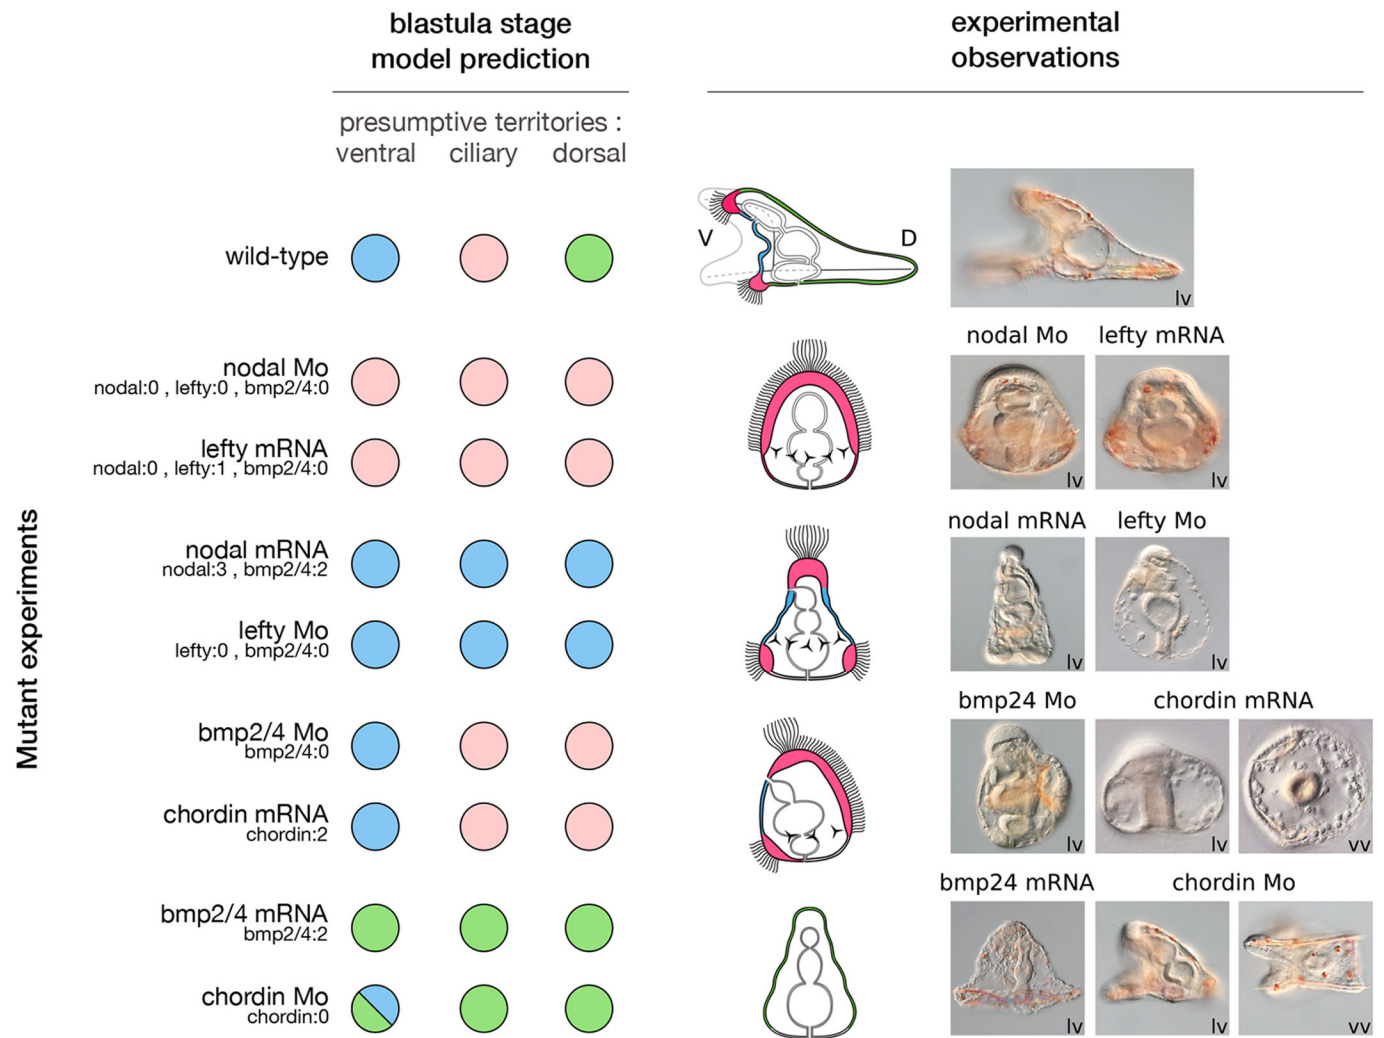 blastula stage
model prediction
experimental
observations
presumptive territories :
ventral ciliary dorsal
wild-type
V D
lv
Mutant experiments
nodal Mo
nodal:0 , lefty:0 , bmp2/4:0
lefty mRNA
nodal:0 , lefty:1 , bmp2/4:0
nodal Mo lefty mRNA
lv lv
nodal mRNA
nodal:3 , bmp2/4:2
lefty Mo
lefty:0 , bmp2/4:0
nodal mRNA lefty Mo
lv lv
bmp2/4 Mo
bmp2/4:0
chordin mRNA
chordin:2
bmp24 Mo chordin mRNA
lv lv vv
bmp2/4 mRNA
bmp2/4:2
chordin Mo
chordin:0
bmp24 mRNA chordin Mo
lv lv vv